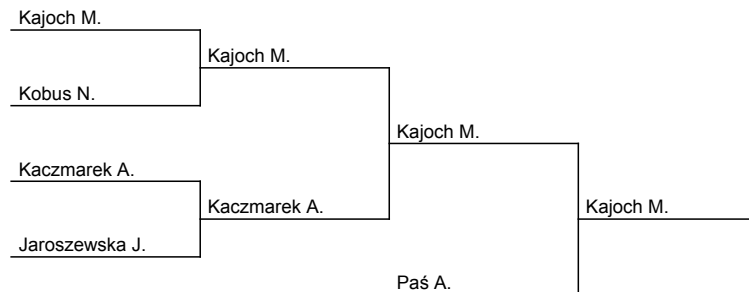 Kajoch M.
Kajoch M.
Kobus N.
Kajoch M.
Kaczmarek A.
Kaczmarek A.
Kajoch M.
Jaroszewska J.
Paś A.